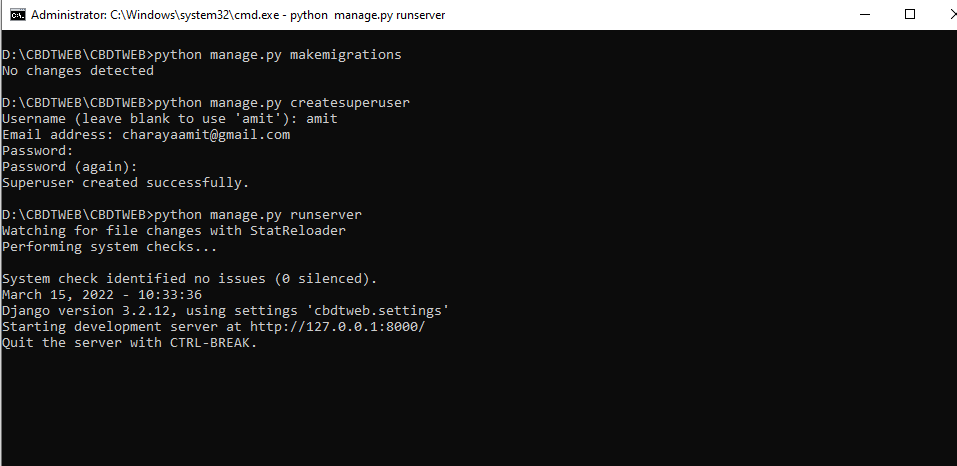 Administrator: C:\Windows\system32\cmd.exe - python  manage.py runserver
D:\CBDTWEB\CBDTWEB>python manage.py makemigrations
No changes detected
D:\CBDTWEB\CBDTWEB>python manage.py createsuperuser
Username (leave blank to use 'amit'): amit
Email address: charayaamit@gmail.com
Password:
Password (again):
Superuser created successfully.
D:\CBDTWEB\CBDTWEB>python manage.py runserver
Watching for file changes with StatReloader
Performing system checks...
System check identified no issues (0 silenced).
March 15, 2022 - 10:33:36
Django version 3.2.12, using settings 'cbdtweb.settings'
Starting development server at http://127.0.0.1:8000/
Quit the server with CTRL-BREAK.